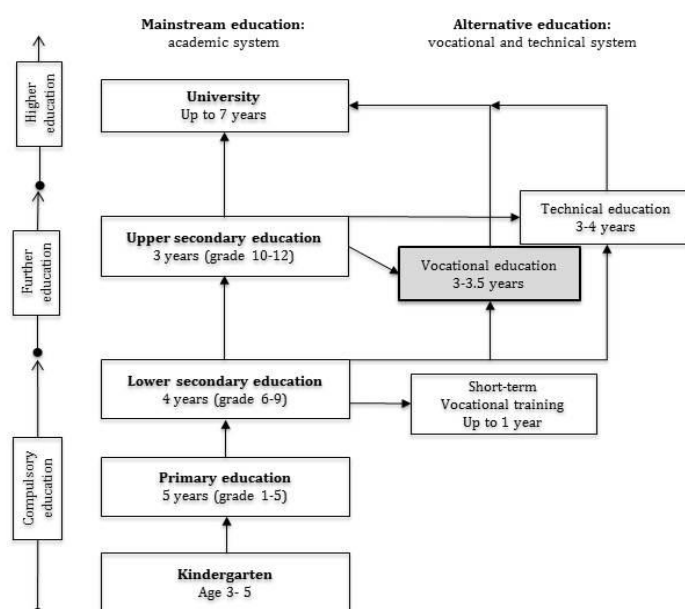 Mainstream education:
academic system
Alternative education:
vocational and technical system
Higher
education
University
Up to 7 years
Technical education
3-4 years
Further
education
Upper secondary education
3 years (grade 10-12)
Vocational education
3-3.5 years
Lower secondary education
4 years (grade 6-9)
Short-term
Vocational training
Up to 1 year
Compulsory
education
Primary education
5 years (grade 1-5)
Kindergarten
Age 3- 5